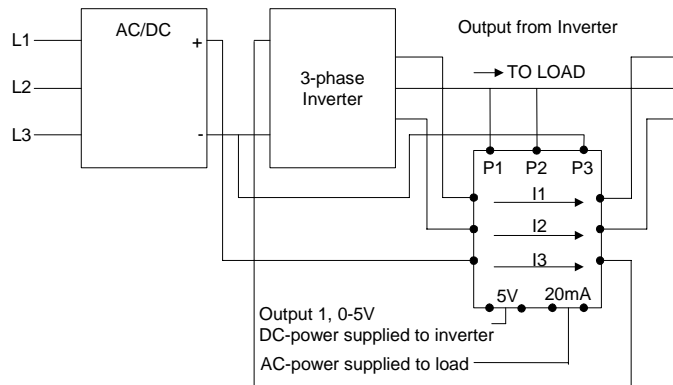 L1
L2
L3
AC/DC
+
-
3-phase
Inverter
Output from Inverter
TO LOAD
P1 P2 P3
I1
I2
I3
5V 20mA
Output 1, 0-5V
DC-power supplied to inverter
AC-power supplied to load